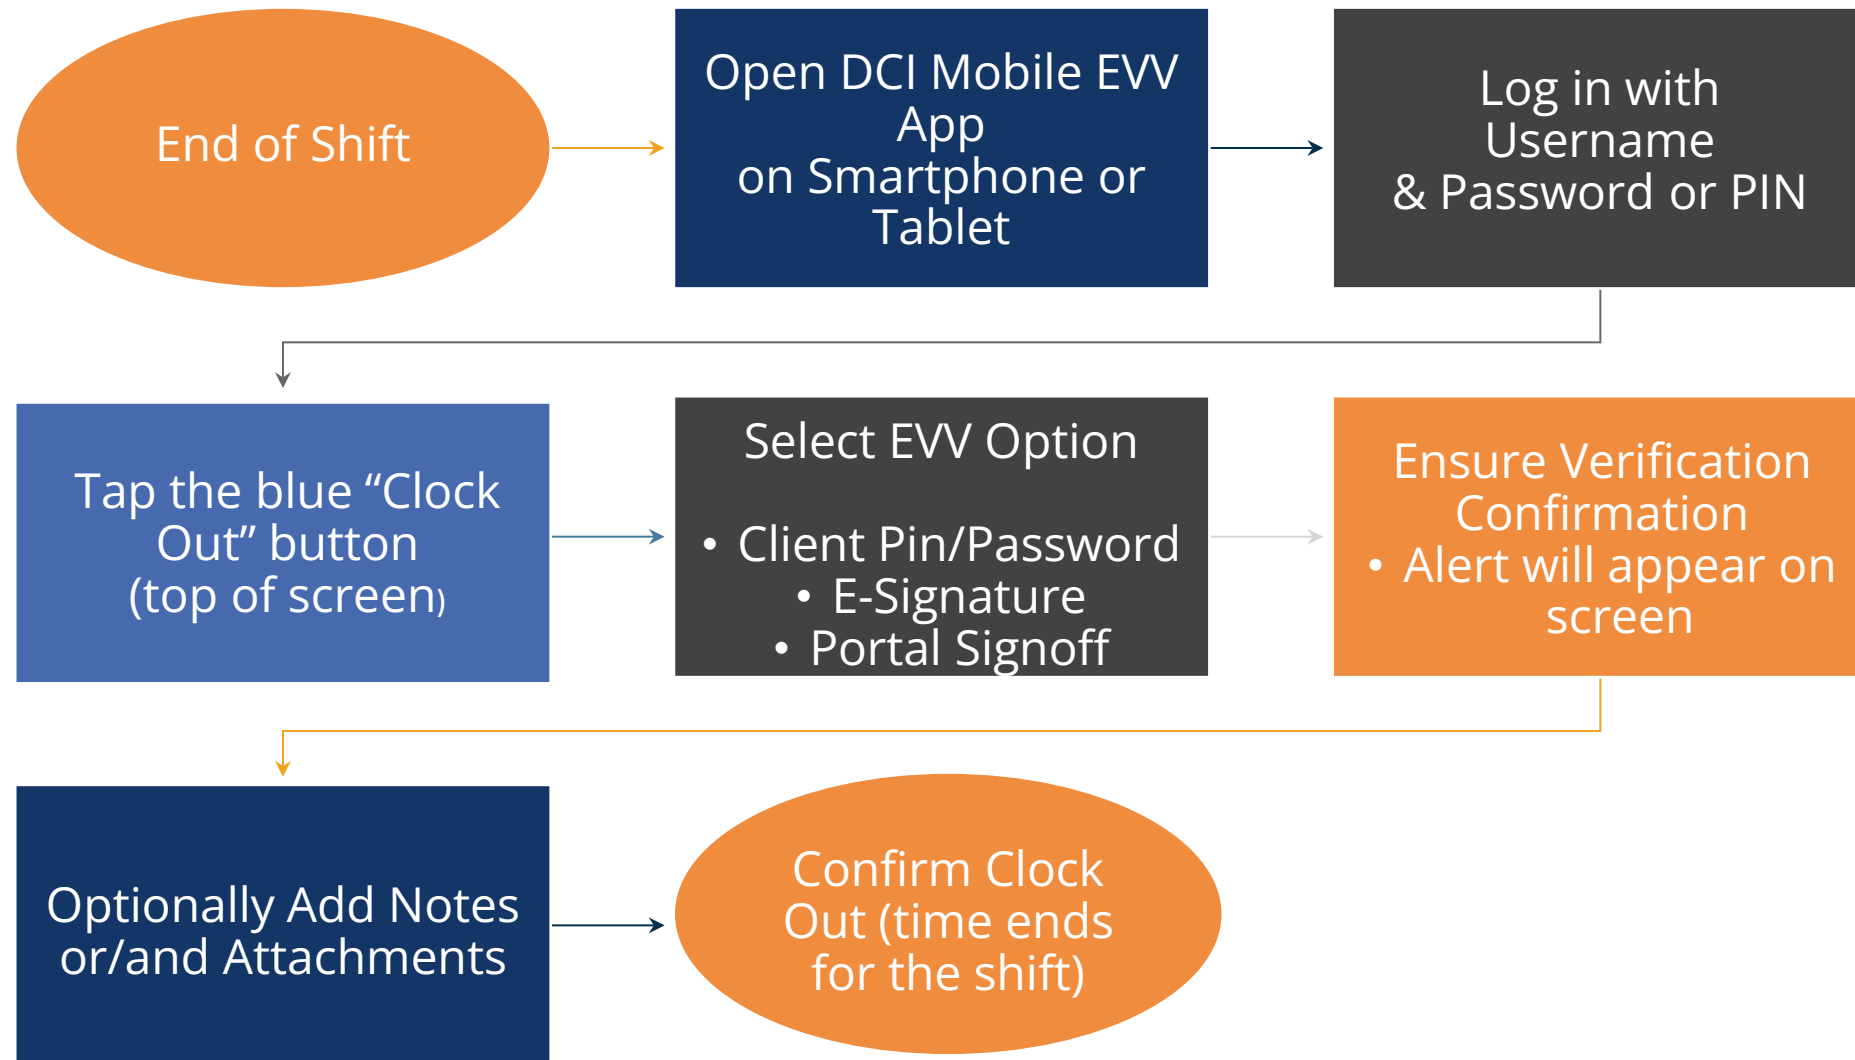 End of Shift
Open DCI Mobile EVV
App
on Smartphone or
Tablet
Log in with
Username
& Password or PIN
Tap the blue “Clock
Out” button
(top of screen)
Select EVV Option
• Client Pin/Password
• E-Signature
• Portal Signoff
Ensure Verification
Confirmation
• Alert will appear on
screen
Optionally Add Notes
or/and Attachments
Confirm Clock
Out (time ends
for the shift)